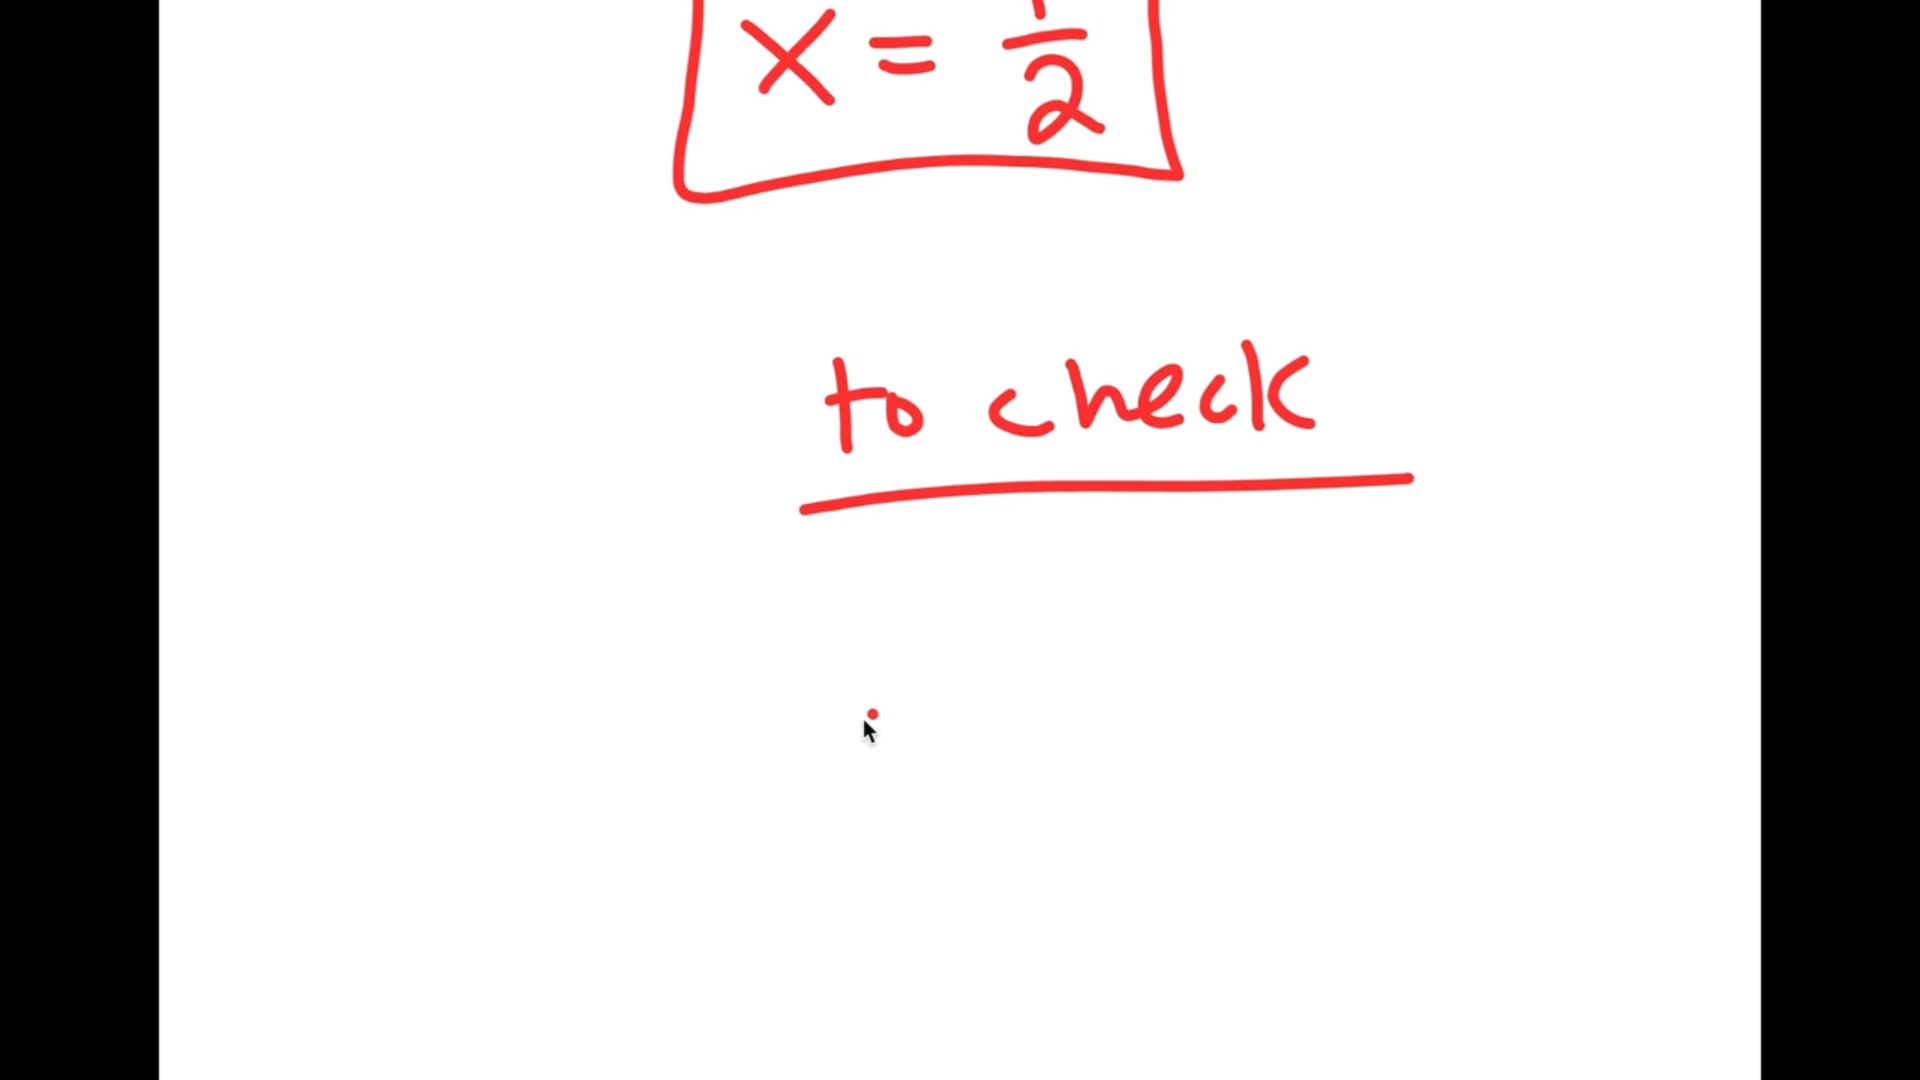 x = 1/2
to check